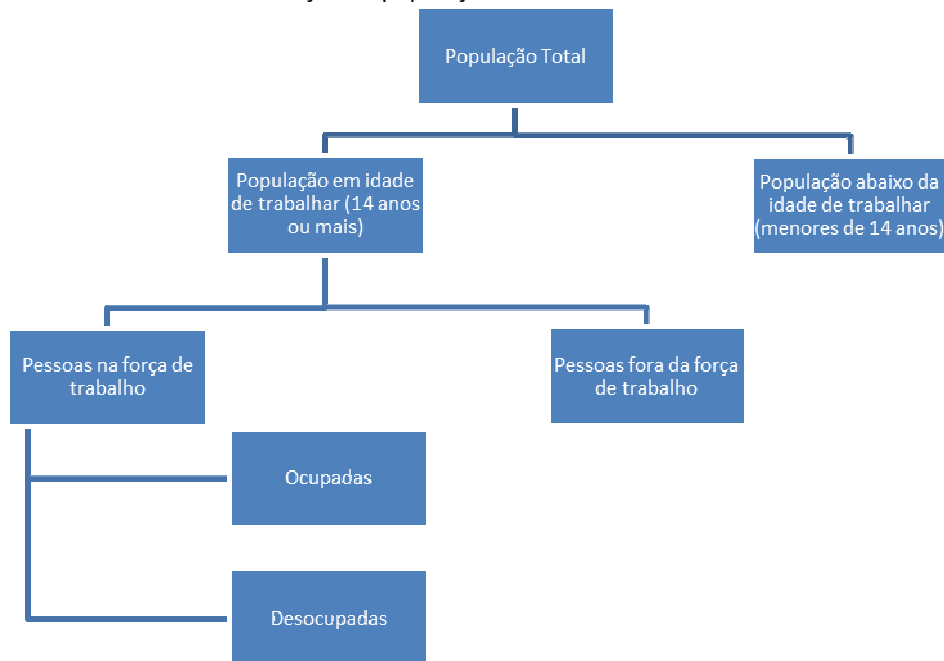 População Total
População em idade
de trabalhar (14 anos
ou mais)
População abaixo da
idade de trabalhar
(menores de 14 anos)
Pessoas na força de
trabalho
Pessoas fora da força
de trabalho
Ocupadas
Desocupadas